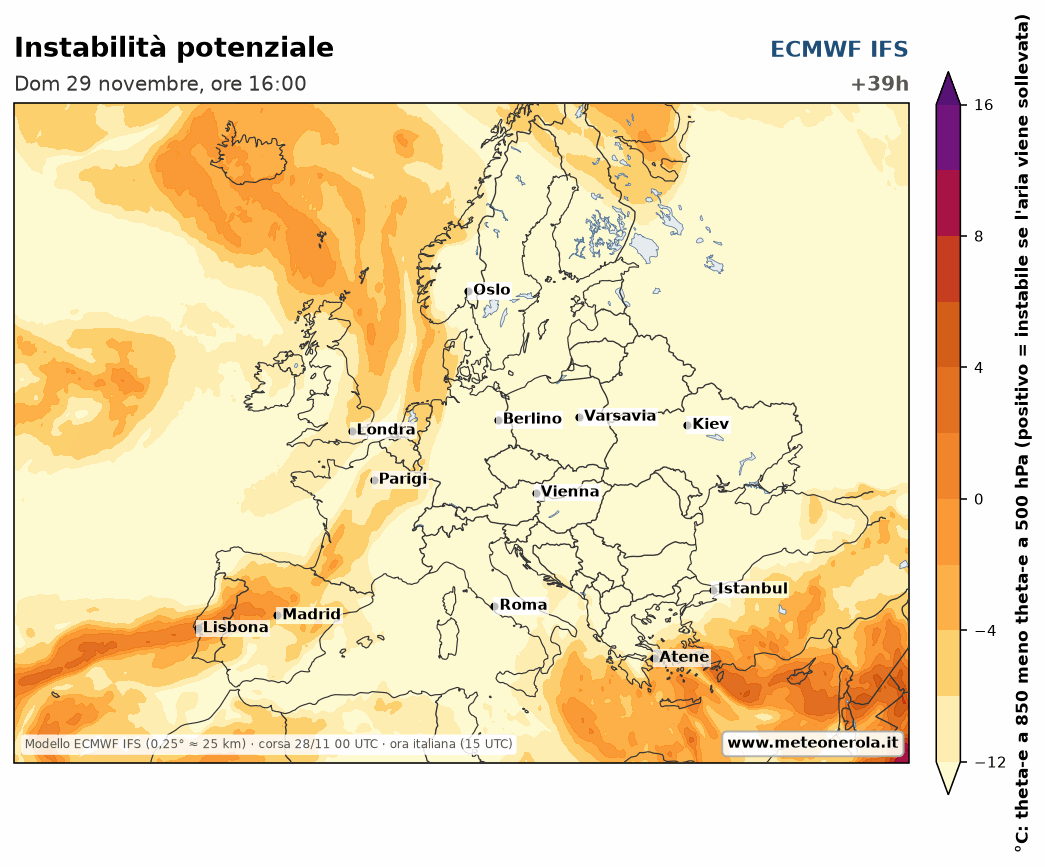 Instabilità potenziale
ECMWF IFS
Dom 29 novembre, ore 16:00
+39h
Oslo
Berlino
Varsavia
Kiev
Londra
Parigi
Vienna
Istanbul
Roma
Madrid
Lisbona
Atene
Modello ECMWF IFS (0,25° ≈ 25 km) · corsa 28/11 00 UTC · ora italiana (15 UTC)
www.meteonerola.it
16
8
4
0
−4
−12
°C: theta-e a 850 meno theta-e a 500 hPa (positivo = instabile se l'aria viene sollevata)